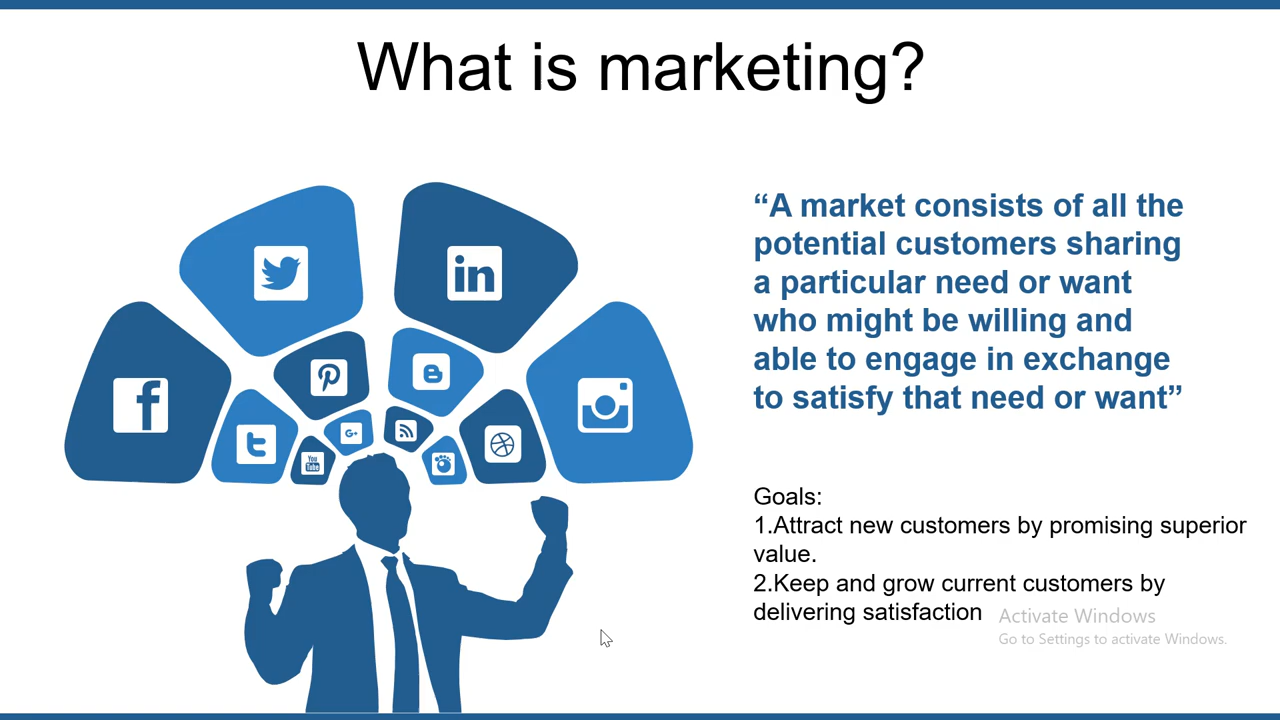 What is marketing?
“A market consists of all the
potential customers sharing
a particular need or want
who might be willing and
able to engage in exchange
to satisfy that need or want”
in
You
Tube
G+
Goals:
1.Attract new customers by promising superior
value.
2.Keep and grow current customers by
delivering satisfaction
Activate Windows
Go to Settings to activate Windows.